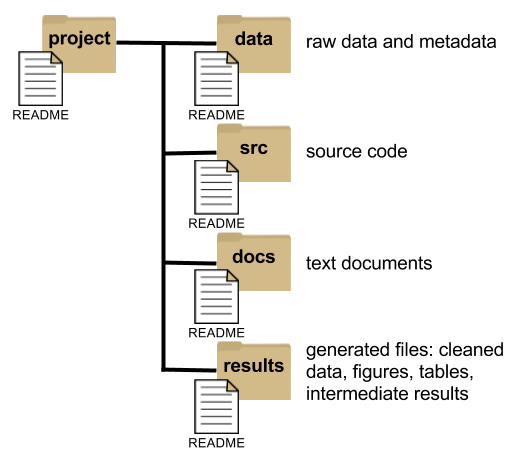 project
README
data
README
raw data and metadata
src
README
source code
docs
README
text documents
results
README
generated files: cleaned
data, figures, tables,
intermediate results